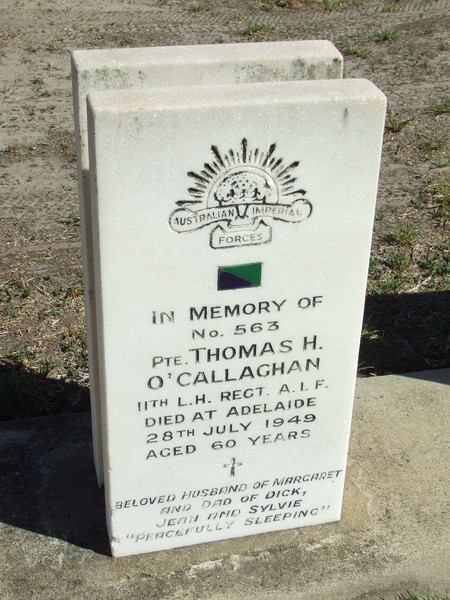 AUSTRALIAN IMPERIAL
FORCES
IN MEMORY OF
No. 563
PTE. THOMAS H.
O'CALLAGHAN
11TH L.H. REGT. A.I.F.
DIED AT ADELAIDE
28TH JULY 1949
AGED 60 YEARS
BELOVED HUSBAND OF MARGARET
AND DAD OF DICK,
JEAN AND SYLVIE
"PEACEFULLY SLEEPING"